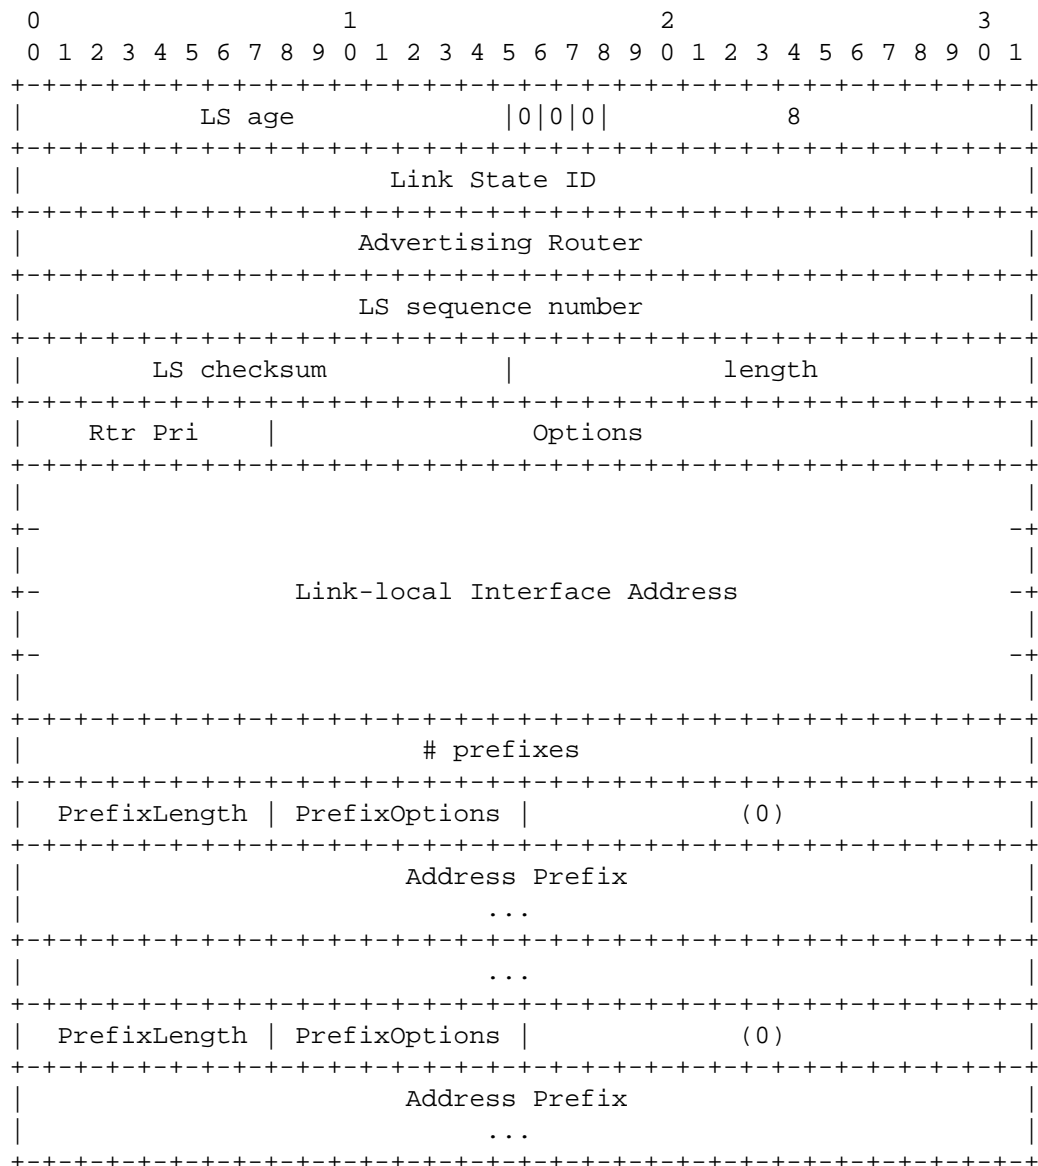 0                   1                   2                   3
 0 1 2 3 4 5 6 7 8 9 0 1 2 3 4 5 6 7 8 9 0 1 2 3 4 5 6 7 8 9 0 1
+-+-+-+-+-+-+-+-+-+-+-+-+-+-+-+-+-+-+-+-+-+-+-+-+-+-+-+-+-+-+-+-+
|           LS age             |0|0|0|           8              |
+-+-+-+-+-+-+-+-+-+-+-+-+-+-+-+-+-+-+-+-+-+-+-+-+-+-+-+-+-+-+-+-+
|                       Link State ID                           |
+-+-+-+-+-+-+-+-+-+-+-+-+-+-+-+-+-+-+-+-+-+-+-+-+-+-+-+-+-+-+-+-+
|                     Advertising Router                        |
+-+-+-+-+-+-+-+-+-+-+-+-+-+-+-+-+-+-+-+-+-+-+-+-+-+-+-+-+-+-+-+-+
|                     LS sequence number                        |
+-+-+-+-+-+-+-+-+-+-+-+-+-+-+-+-+-+-+-+-+-+-+-+-+-+-+-+-+-+-+-+-+
|        LS checksum           |             length             |
+-+-+-+-+-+-+-+-+-+-+-+-+-+-+-+-+-+-+-+-+-+-+-+-+-+-+-+-+-+-+-+-+
|    Rtr Pri    |                Options                        |
+-+-+-+-+-+-+-+-+-+-+-+-+-+-+-+-+-+-+-+-+-+-+-+-+-+-+-+-+-+-+-+-+
|                                                               |
+-                                                             -+
|                                                               |
+-                Link-local Interface Address                 -+
|                                                               |
+-                                                             -+
|                                                               |
+-+-+-+-+-+-+-+-+-+-+-+-+-+-+-+-+-+-+-+-+-+-+-+-+-+-+-+-+-+-+-+-+
|                         # prefixes                            |
+-+-+-+-+-+-+-+-+-+-+-+-+-+-+-+-+-+-+-+-+-+-+-+-+-+-+-+-+-+-+-+-+
|  PrefixLength | PrefixOptions |             (0)               |
+-+-+-+-+-+-+-+-+-+-+-+-+-+-+-+-+-+-+-+-+-+-+-+-+-+-+-+-+-+-+-+-+
|                        Address Prefix                         |
|                             ...                               |
+-+-+-+-+-+-+-+-+-+-+-+-+-+-+-+-+-+-+-+-+-+-+-+-+-+-+-+-+-+-+-+-+
|                             ...                               |
+-+-+-+-+-+-+-+-+-+-+-+-+-+-+-+-+-+-+-+-+-+-+-+-+-+-+-+-+-+-+-+-+
|  PrefixLength | PrefixOptions |             (0)               |
+-+-+-+-+-+-+-+-+-+-+-+-+-+-+-+-+-+-+-+-+-+-+-+-+-+-+-+-+-+-+-+-+
|                        Address Prefix                         |
|                             ...                               |
+-+-+-+-+-+-+-+-+-+-+-+-+-+-+-+-+-+-+-+-+-+-+-+-+-+-+-+-+-+-+-+-+